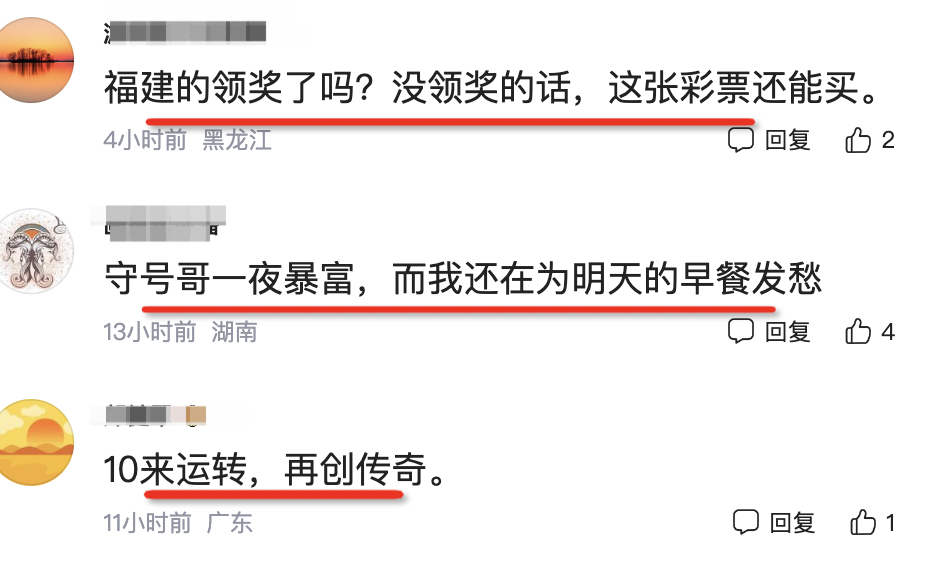 福建的领奖了吗？没领奖的话，这张彩票还能买。
4小时前 黑龙江
回复 2
守号哥一夜暴富，而我还在为明天的早餐发愁
13小时前 湖南
回复 4
10来运转，再创传奇。
11小时前 广东
回复 1